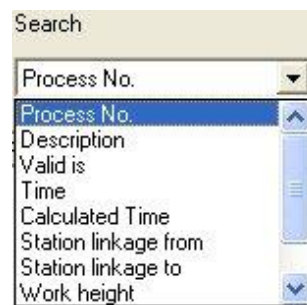 Search
Process No.
Process No.
Description
Valid is
Time
Calculated Time
Station linkage from
Station linkage to
Work height